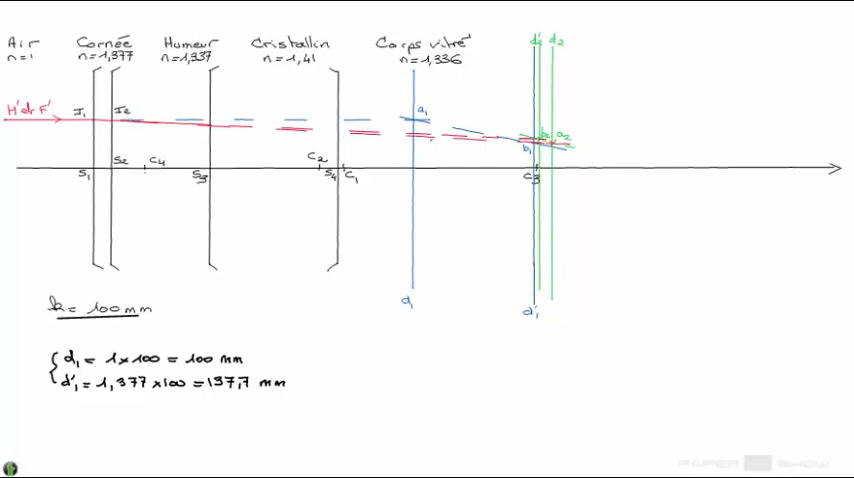 Air Cornée Humeur Cristallin Corps vitré
n=1 n=1,377 n=1,337 n=1,41 n=1,336
d'2 d2
H'et F' I1 I2 a1
b2 a2
b1
S1 S2 C4 S3 C2 S4 C1 C3
d1 d'1
k = 100 mm
d1 = 1 x 100 = 100 mm
d'1 = 1,377 x 100 = 137,7 mm
PAPER SHOW